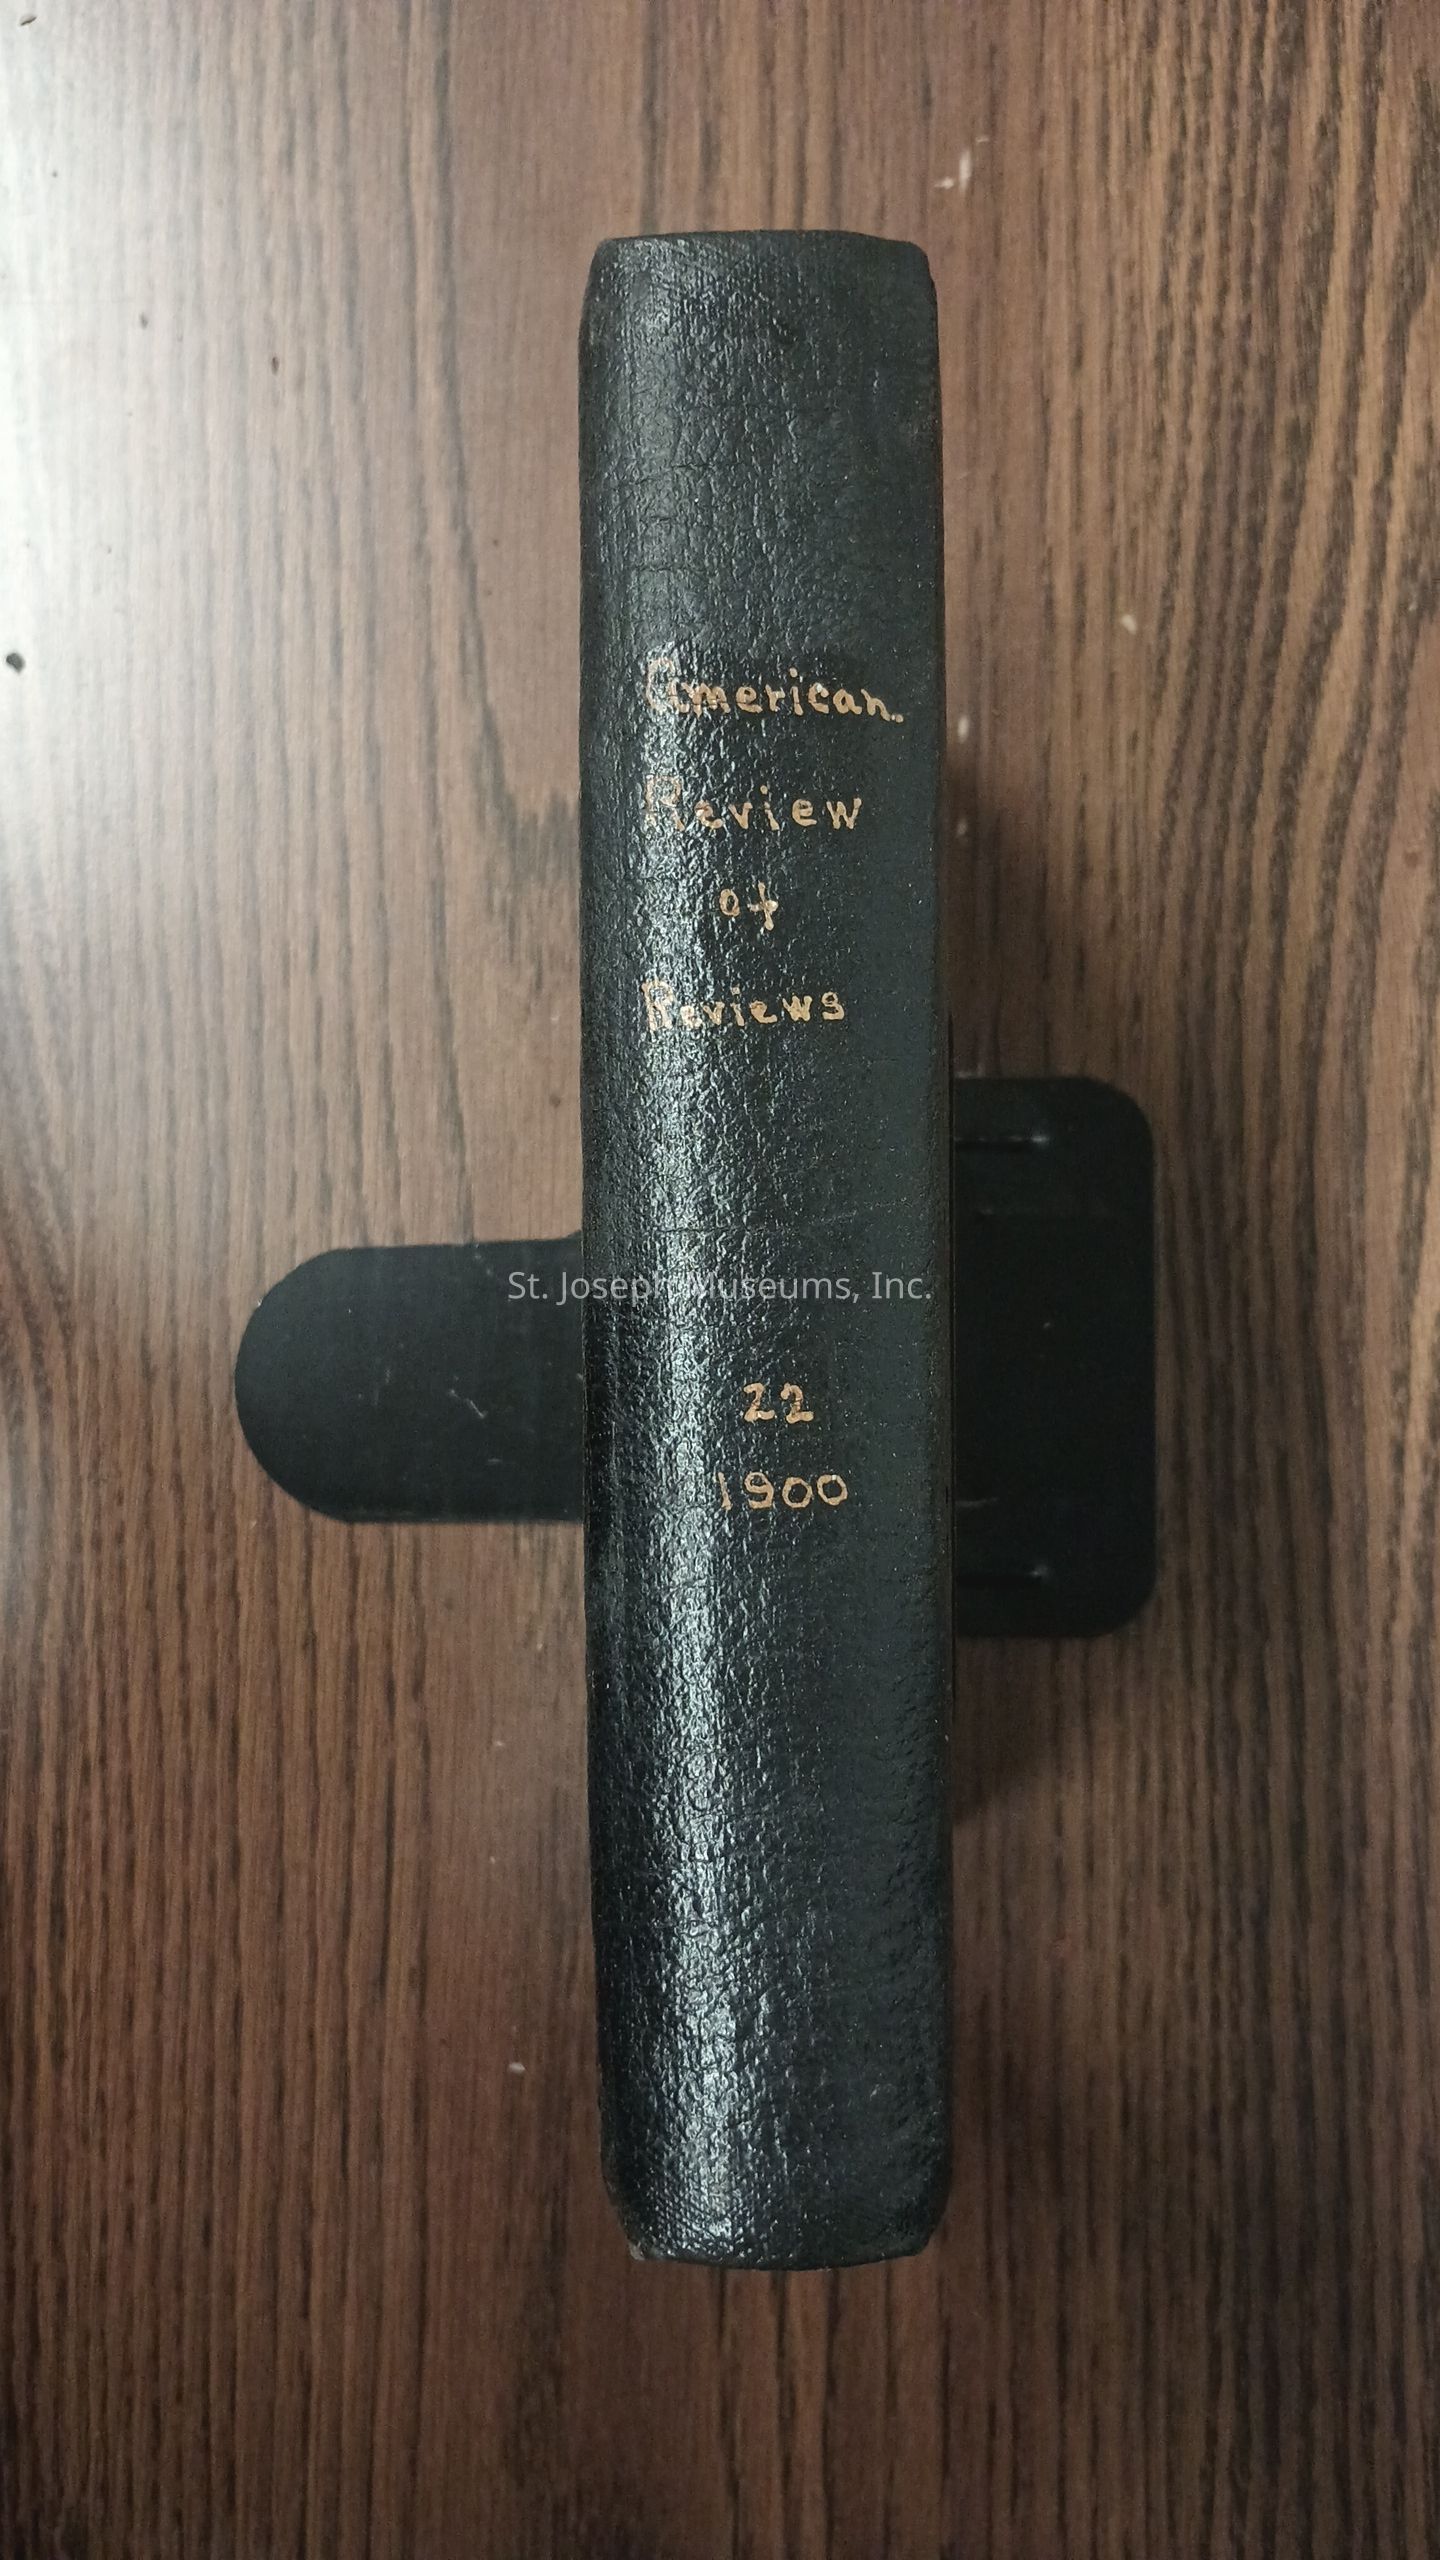 American.
Review
of
Reviews
St. Joseph Museums, Inc.
22
1900